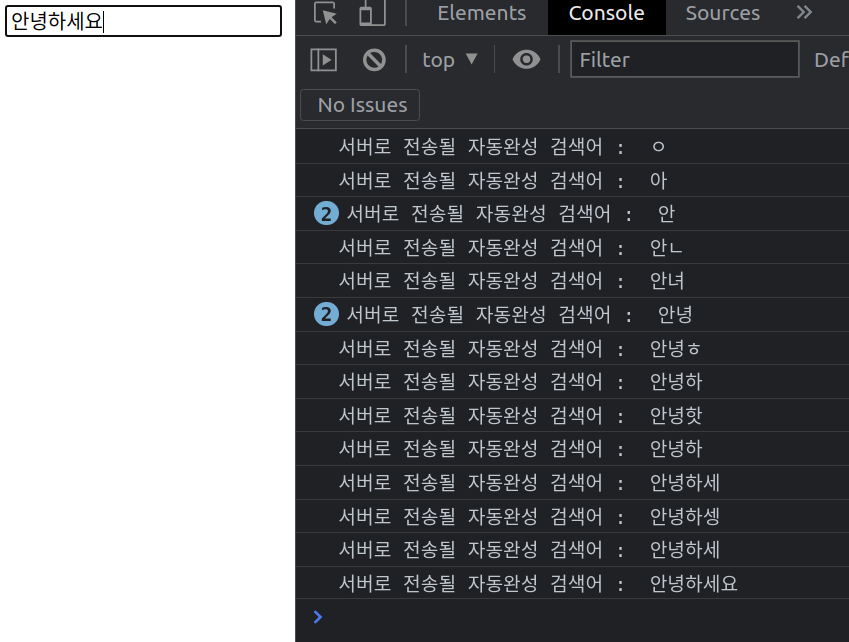 안녕하세요
Elements Console Sources
top ▼ Filter Def
No Issues
서버로 전송될 자동완성 검색어 : ㅇ
서버로 전송될 자동완성 검색어 : 아
2 서버로 전송될 자동완성 검색어 : 안
서버로 전송될 자동완성 검색어 : 안ㄴ
서버로 전송될 자동완성 검색어 : 안녀
2 서버로 전송될 자동완성 검색어 : 안녕
서버로 전송될 자동완성 검색어 : 안녕ㅎ
서버로 전송될 자동완성 검색어 : 안녕하
서버로 전송될 자동완성 검색어 : 안녕핫
서버로 전송될 자동완성 검색어 : 안녕하
서버로 전송될 자동완성 검색어 : 안녕하세
서버로 전송될 자동완성 검색어 : 안녕하셍
서버로 전송될 자동완성 검색어 : 안녕하세
서버로 전송될 자동완성 검색어 : 안녕하세요